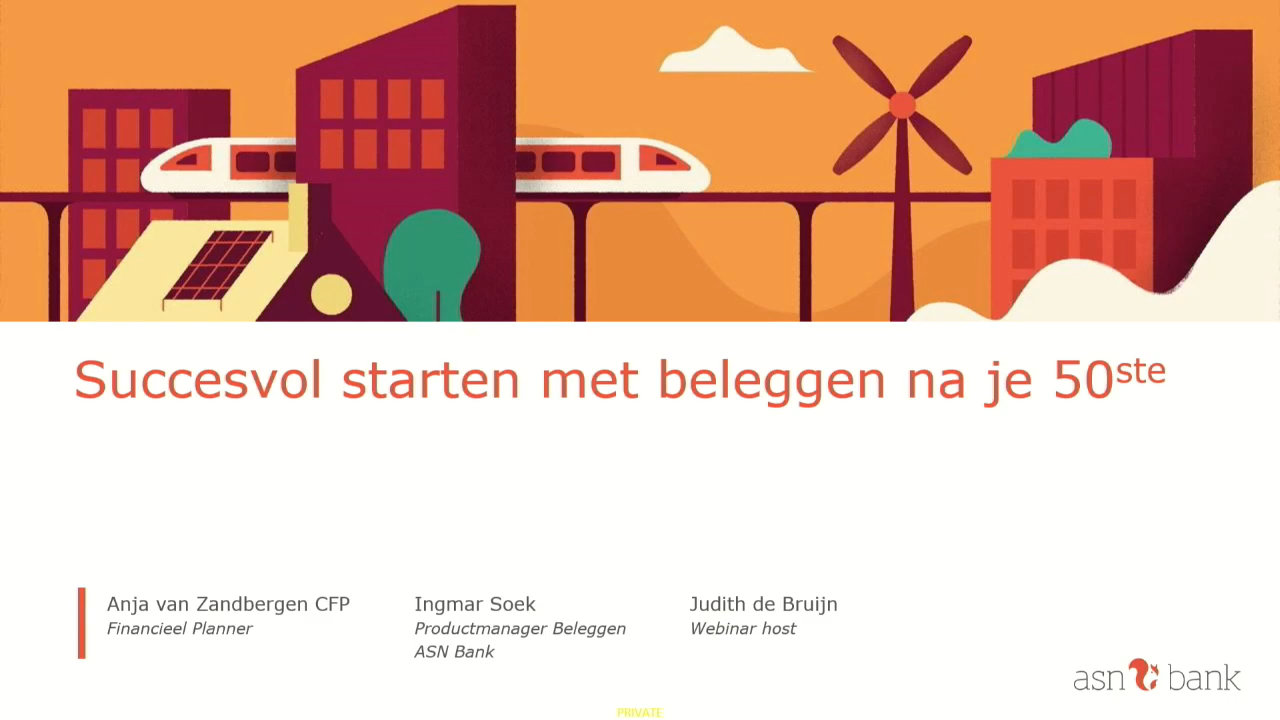 Succesvol starten met beleggen na je 50ste
Anja van Zandbergen CFP
Financieel Planner
Ingmar Soek
Productmanager Beleggen
ASN Bank
Judith de Bruijn
Webinar host
asn bank
PRIVATE